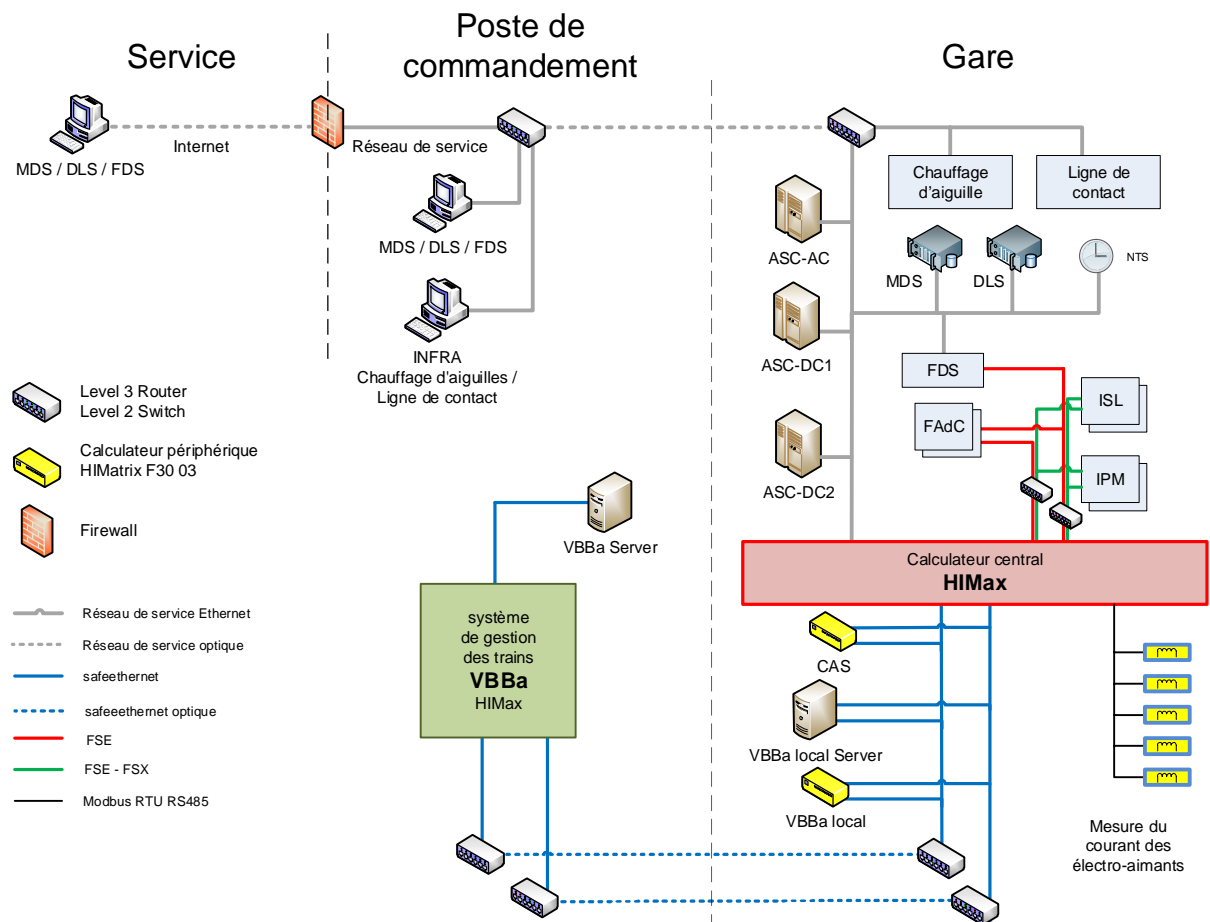 Service
Poste de
commandement
Gare
Internet
MDS / DLS / FDS
Réseau de service
MDS / DLS / FDS
INFRA
Chauffage d'aiguilles /
Ligne de contact
Chauffage
d'aiguille
Ligne de
contact
ASC-AC
MDS
DLS
NTS
ASC-DC1
FDS
ISL
FAdC
IPM
ASC-DC2
Level 3 Router
Level 2 Switch
Calculateur périphérique
HIMatrix F30 03
Firewall
VBBa Server
Calculateur central
HIMax
système
de gestion
des trains
VBBa
HIMax
CAS
VBBa local Server
VBBa local
Mesure du
courant des
électro-aimants
Réseau de service Ethernet
Réseau de service optique
safeethernet
safeeethernet optique
FSE
FSE - FSX
Modbus RTU RS485